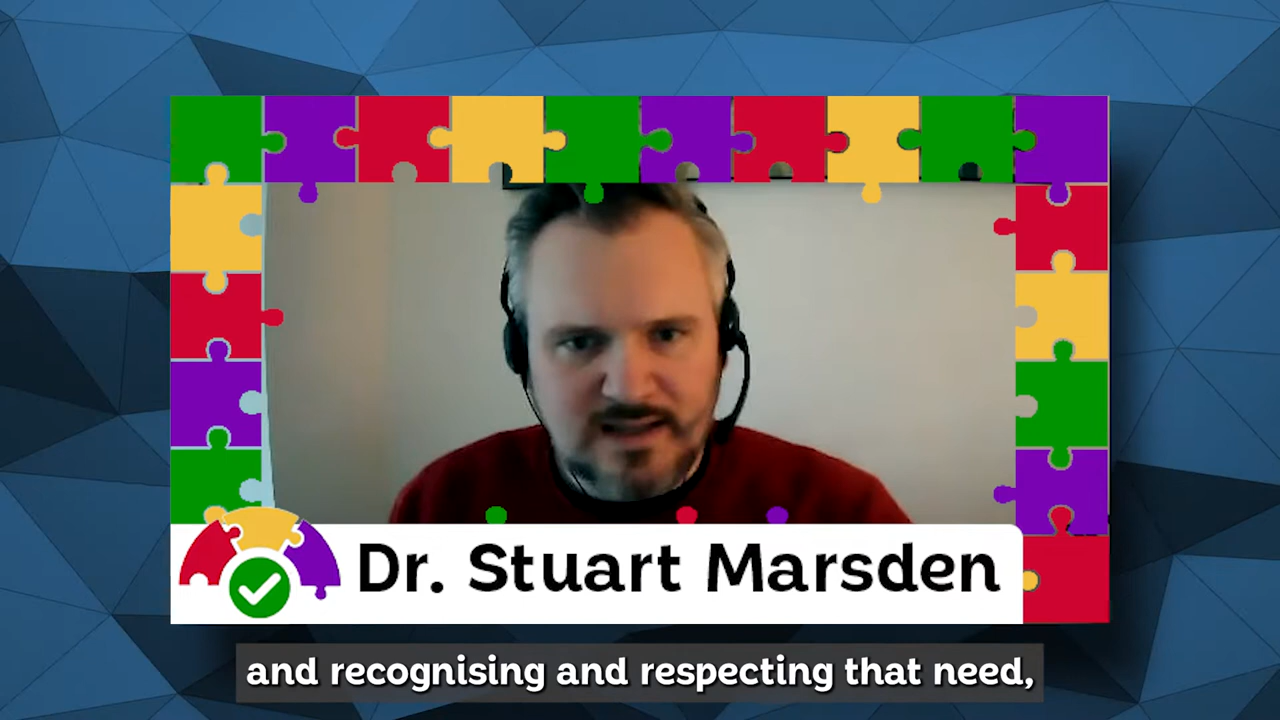 Dr. Stuart Marsden
and recognising and respecting that need,